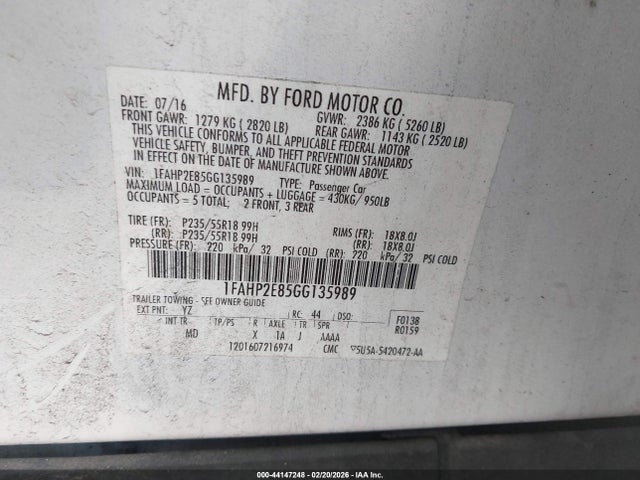 MFD. BY FORD MOTOR CO.
DATE: 07/16 GVWR: 2386 KG ( 5260 LB)
FRONT GAWR: 1279 KG ( 2820 LB) REAR GAWR: 1143 KG ( 2520 LB)
THIS VEHICLE CONFORMS TO ALL APPLICABLE FEDERAL MOTOR
VEHICLE SAFETY, BUMPER, AND THEFT PREVENTION STANDARDS
IN EFFECT ON THE DATE OF MANUFACTURE SHOWN ABOVE.
VIN: 1FAHP2E85GG135989 TYPE: Passenger Car
MAXIMUM LOAD = OCCUPANTS + LUGGAGE = 430KG/ 950LB
OCCUPANTS = 5 TOTAL; 2 FRONT, 3 REAR
TIRE (FR): P235/55R18 99H RIMS (FR): 18X8.0J
(RR): P235/55R18 99H (RR): 18X8.0J
PRESSURE (FR): 220 kPa/ 32 PSI COLD (RR): 220 kPa/ 32 PSI COLD
1FAHP2E85GG135989
TRAILER TOWING - SEE OWNER GUIDE
EXT PNT: YZ RC: 44 DSO: F0138
INT TR TP/PS R AXLE TR SPR R0159
MD X 1A J AAAA
1201607216974 CMC 5U5A-5420472-AA
000-44147248 - 02/20/2026 - IAA Inc.